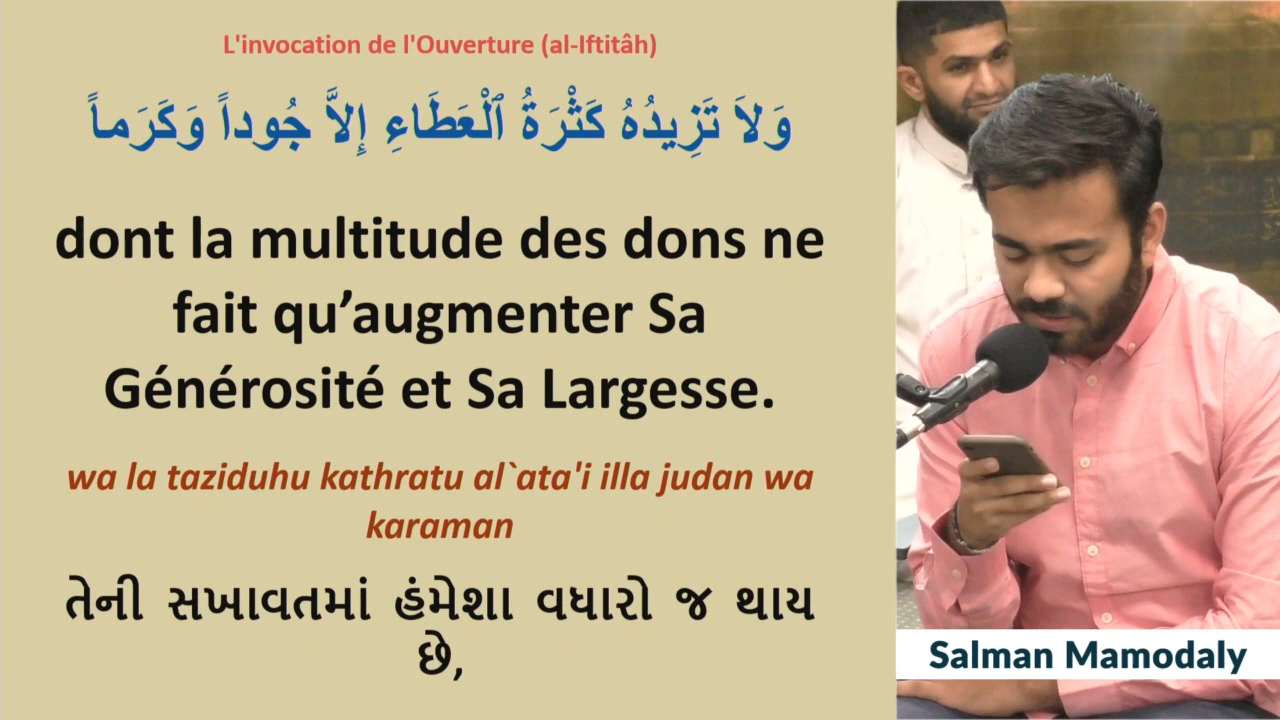 L'invocation de l'Ouverture (al-Iftitâh)
وَلاَ تَزِيدُهُ كَثْرَةُ ٱلْعَطَاءِ إِلاَّ جُوداً وَكَرَماً
dont la multitude des dons ne
fait qu’augmenter Sa
Générosité et Sa Largesse.
wa la taziduhu kathratu al`ata'i illa judan wa
karaman
તેની સખાવતમાં હંમેશા વધારો જ થાય
છે,
Salman Mamodaly